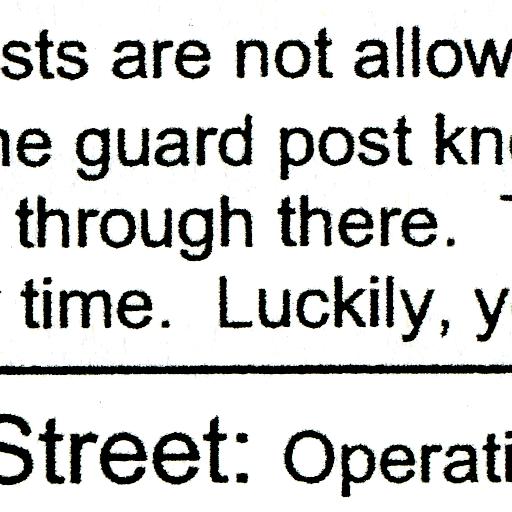 sts are not allow
ne guard post kn
through there.
time.  Luckily, y
Street: Operati